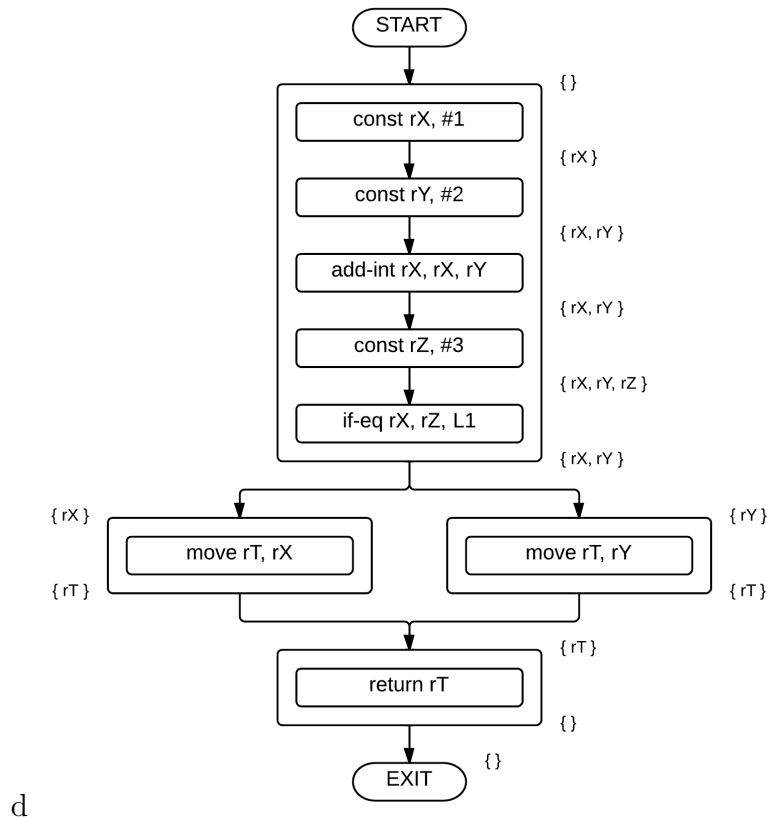 START
{ }
const rX, #1
{ rX }
const rY, #2
{ rX, rY }
add-int rX, rX, rY
{ rX, rY }
const rZ, #3
{ rX, rY, rZ }
if-eq rX, rZ, L1
{ rX, rY }
{ rX }
{ rY }
move rT, rX
move rT, rY
{ rT }
{ rT }
{ rT }
return rT
{ }
{ }
EXIT
d